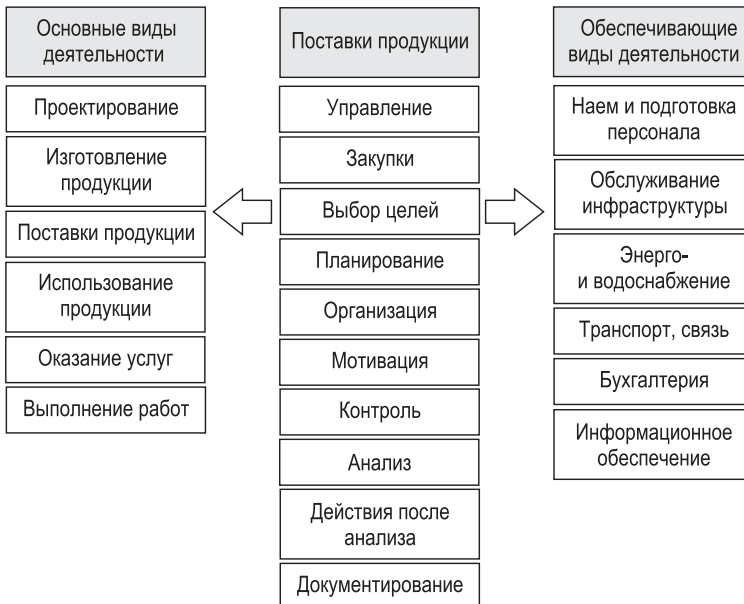 Основные виды
деятельности
Проектирование
Изготовление
продукции
Поставки продукции
Использование
продукции
Оказание услуг
Выполнение работ
Поставки продукции
Управление
Закупки
Выбор целей
Планирование
Организация
Мотивация
Контроль
Анализ
Действия после
анализа
Документирование
Обеспечивающие
виды деятельности
Наем и подготовка
персонала
Обслуживание
инфраструктуры
Энерго-
и водоснабжение
Транспорт, связь
Бухгалтерия
Информационное
обеспечение